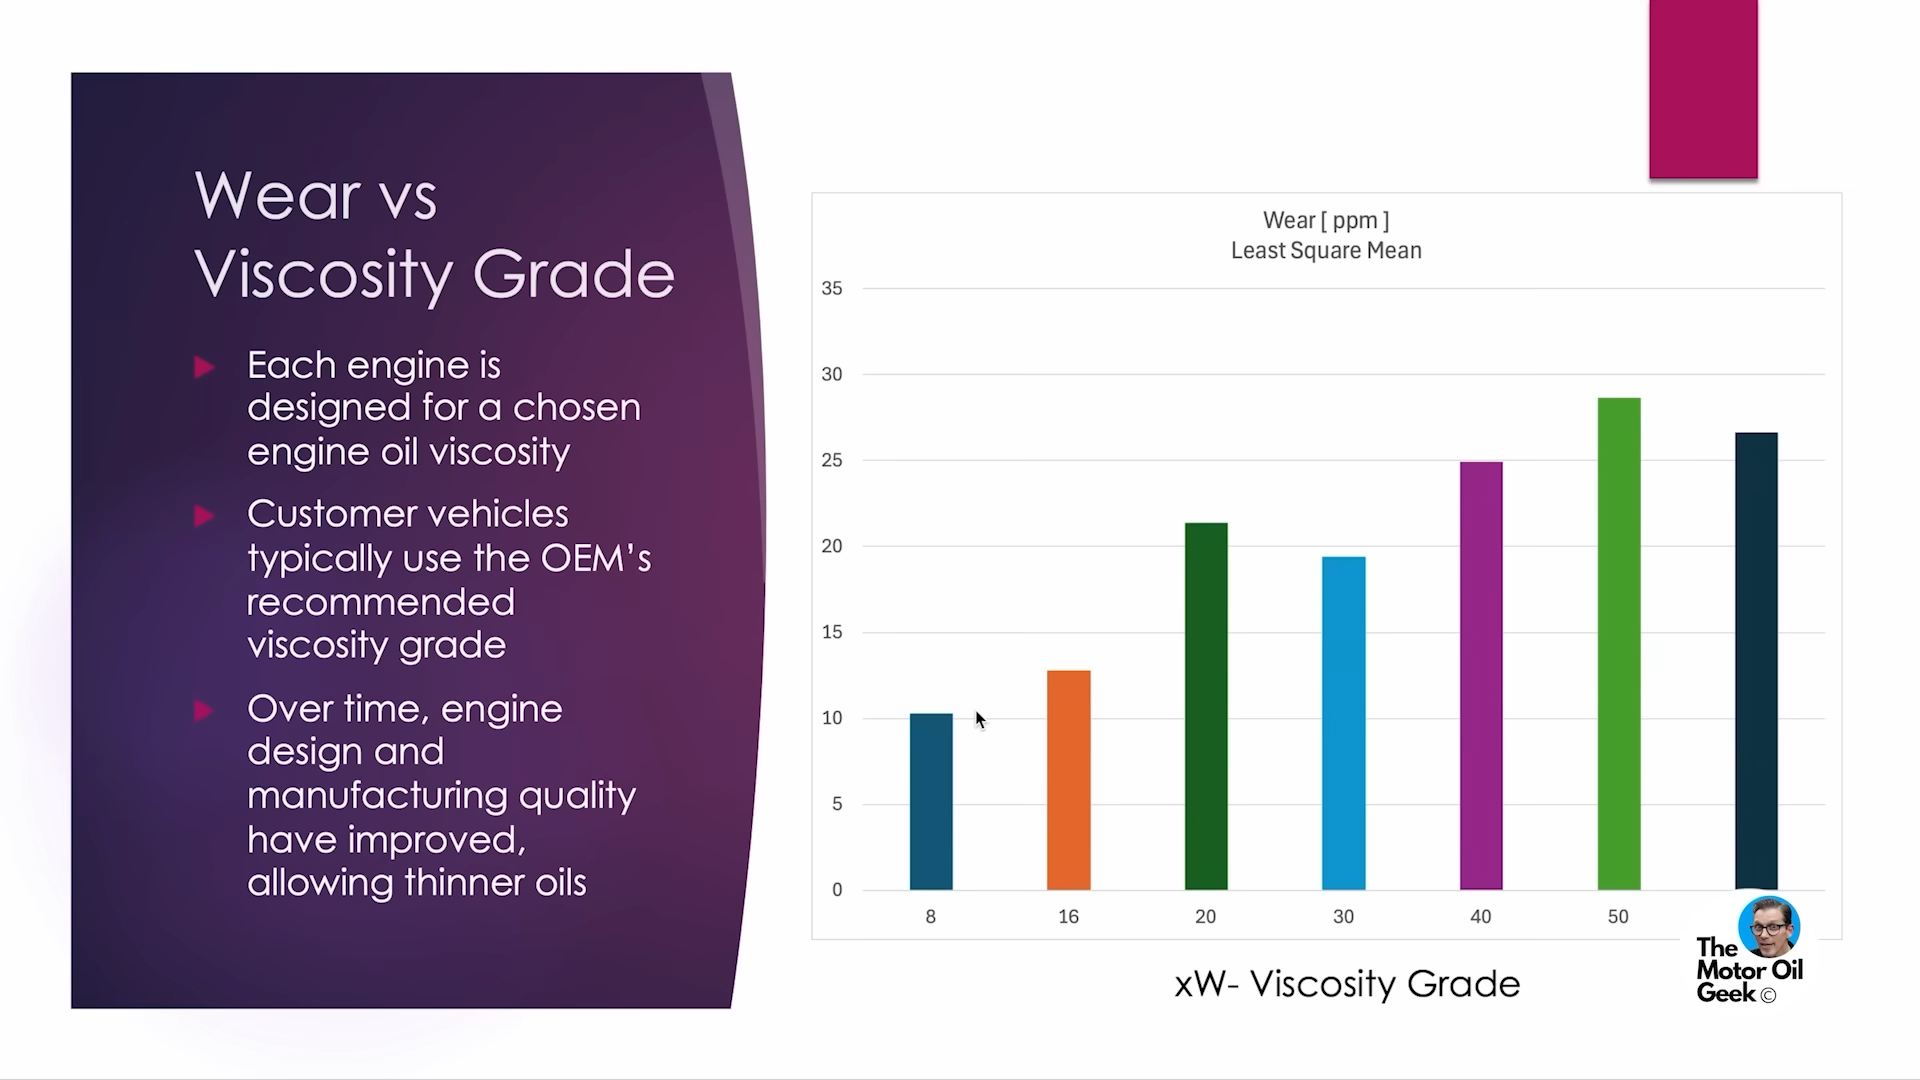 Wear vs
Viscosity Grade
Each engine is
designed for a chosen
engine oil viscosity
Customer vehicles
typically use the OEM's
recommended
viscosity grade
Over time, engine
design and
manufacturing quality
have improved,
allowing thinner oils
Wear [ ppm ]
Least Square Mean
35
30
25
20
15
10
5
0
8 16 20 30 40 50
xW- Viscosity Grade
The
Motor Oil
Geek ©